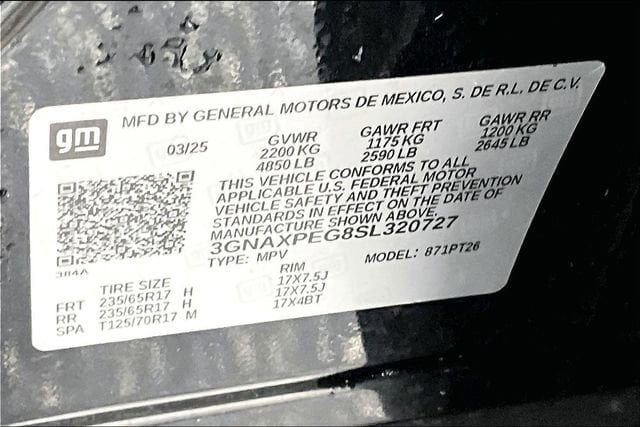 gm
MFD BY GENERAL MOTORS DE MEXICO, S. DE R.L. DE C.V.
03/25 GVWR GAWR FRT GAWR RR
2200 KG 1175 KG 1200 KG
4850 LB 2590 LB 2645 LB
THIS VEHICLE CONFORMS TO ALL
APPLICABLE U.S. FEDERAL MOTOR
VEHICLE SAFETY AND THEFT PREVENTION
STANDARDS IN EFFECT ON THE DATE OF
MANUFACTURE SHOWN ABOVE.
3GNAXPEG8SL320727
TYPE: MPV MODEL: 871PT26
384A
TIRE SIZE RIM
FRT 235/65R17 H 17X7.5J
RR 235/65R17 H 17X7.5J
SPA T125/70R17 M 17X4BT